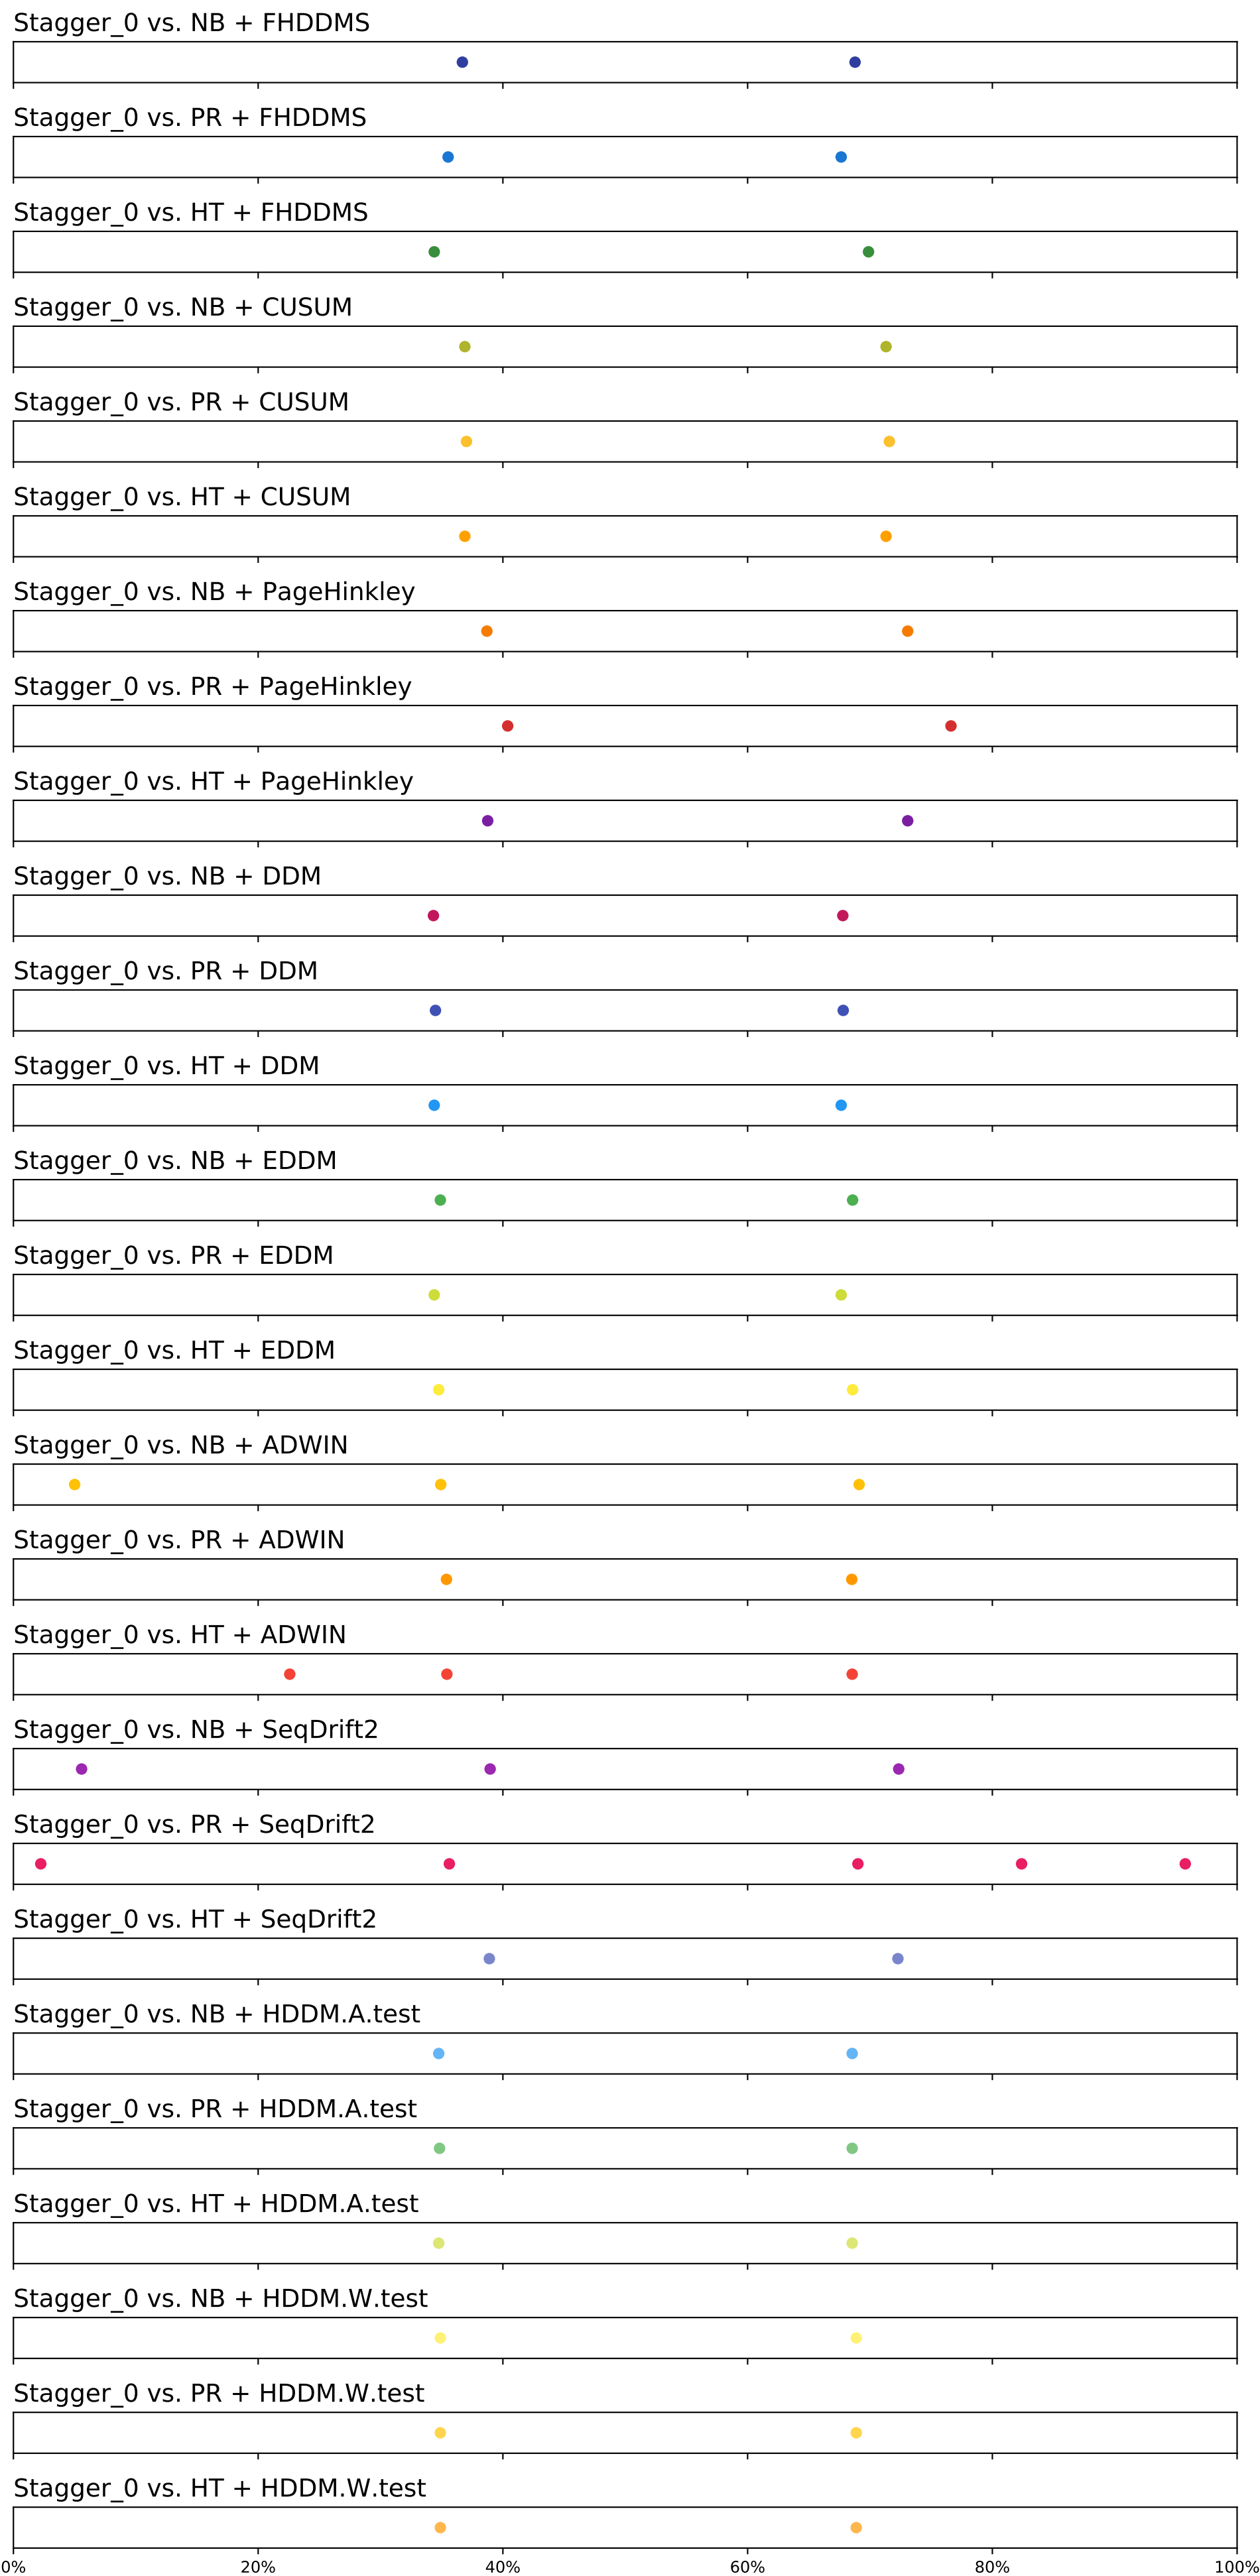 Stagger_0 vs. NB + FHDDMS
Stagger_0 vs. PR + FHDDMS
Stagger_0 vs. HT + FHDDMS
Stagger_0 vs. NB + CUSUM
Stagger_0 vs. PR + CUSUM
Stagger_0 vs. HT + CUSUM
Stagger_0 vs. NB + PageHinkley
Stagger_0 vs. PR + PageHinkley
Stagger_0 vs. HT + PageHinkley
Stagger_0 vs. NB + DDM
Stagger_0 vs. PR + DDM
Stagger_0 vs. HT + DDM
Stagger_0 vs. NB + EDDM
Stagger_0 vs. PR + EDDM
Stagger_0 vs. HT + EDDM
Stagger_0 vs. NB + ADWIN
Stagger_0 vs. PR + ADWIN
Stagger_0 vs. HT + ADWIN
Stagger_0 vs. NB + SeqDrift2
Stagger_0 vs. PR + SeqDrift2
Stagger_0 vs. HT + SeqDrift2
Stagger_0 vs. NB + HDDM.A.test
Stagger_0 vs. PR + HDDM.A.test
Stagger_0 vs. HT + HDDM.A.test
Stagger_0 vs. NB + HDDM.W.test
Stagger_0 vs. PR + HDDM.W.test
Stagger_0 vs. HT + HDDM.W.test
0% 20% 40% 60% 80% 100%